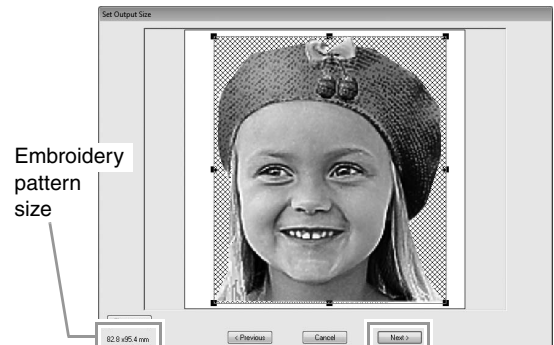 Set Output Size
Embroidery
pattern
size
82.8 x95.4 mm
< Previous
Cancel
Next >